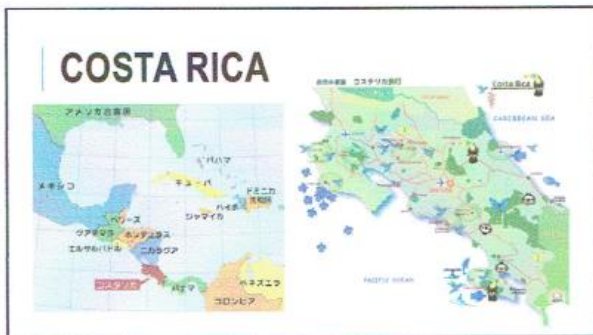 COSTA RICA
アメリカ合衆国
バハマ
メキシコ
キューバ
ドミニカ
共和国
ハイチ
ジャマイカ
ベリーズ
グアテマラ
ホンジュラス
エルサルバドル
ニカラグア
コスタリカ
パナマ
ベネズエラ
コロンビア
コスタリカ旅行
Costa Rica
CARIBBEAN SEA
PACIFIC OCEAN